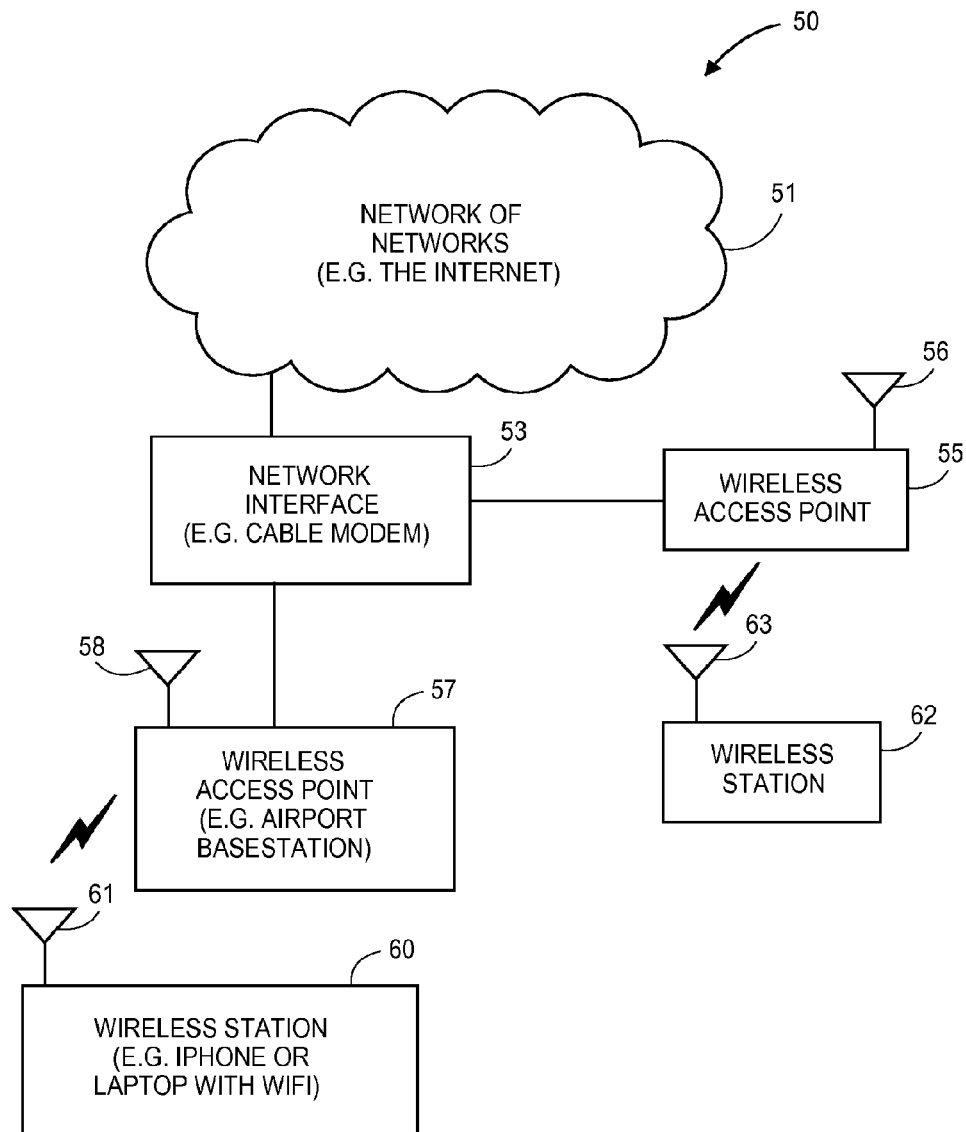 50
NETWORK OF
NETWORKS
(E.G. THE INTERNET)
51
56
53
NETWORK
INTERFACE
(E.G. CABLE MODEM)
55
WIRELESS
ACCESS POINT
58
63
57
WIRELESS
ACCESS POINT
(E.G. AIRPORT
BASESTATION)
62
WIRELESS
STATION
61
60
WIRELESS STATION
(E.G. IPHONE OR
LAPTOP WITH WIFI)